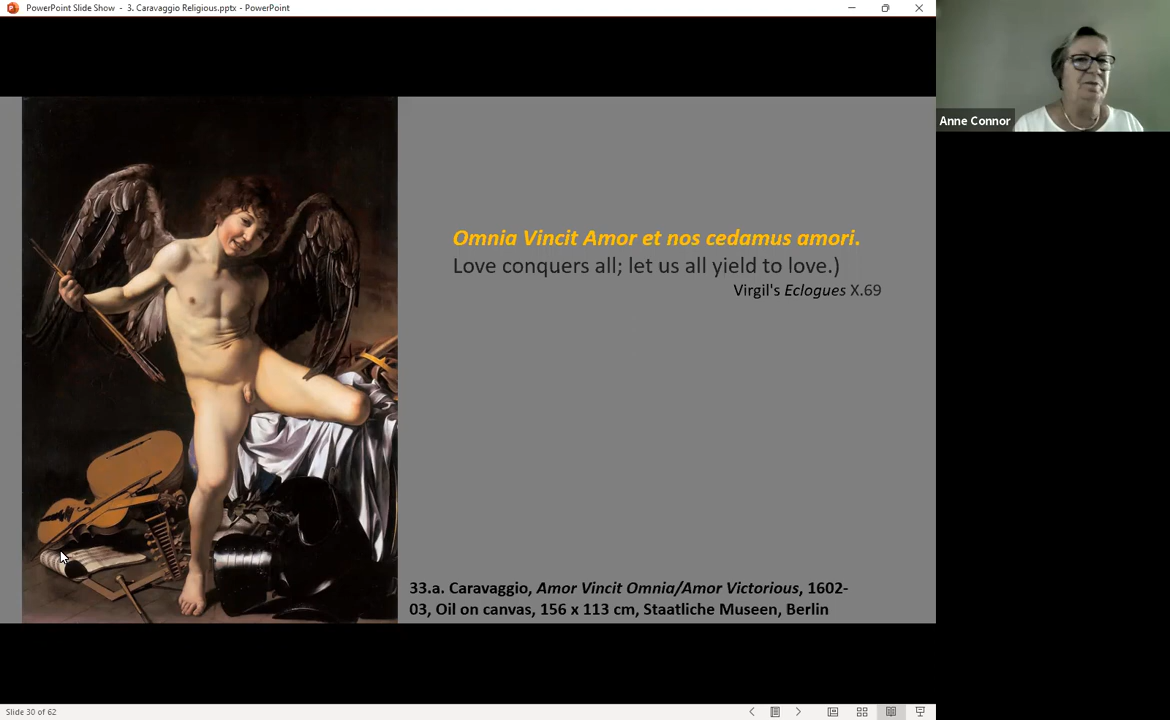 PowerPoint Slide Show - 3. Caravaggio Religious.pptx - PowerPoint
Anne Connor
Omnia Vincit Amor et nos cedamus amori.
Love conquers all; let us all yield to love.)
Virgil's Eclogues X.69
33.a. Caravaggio, Amor Vincit Omnia/Amor Victorious, 1602-
03, Oil on canvas, 156 x 113 cm, Staatliche Museen, Berlin
Slide 30 of 62